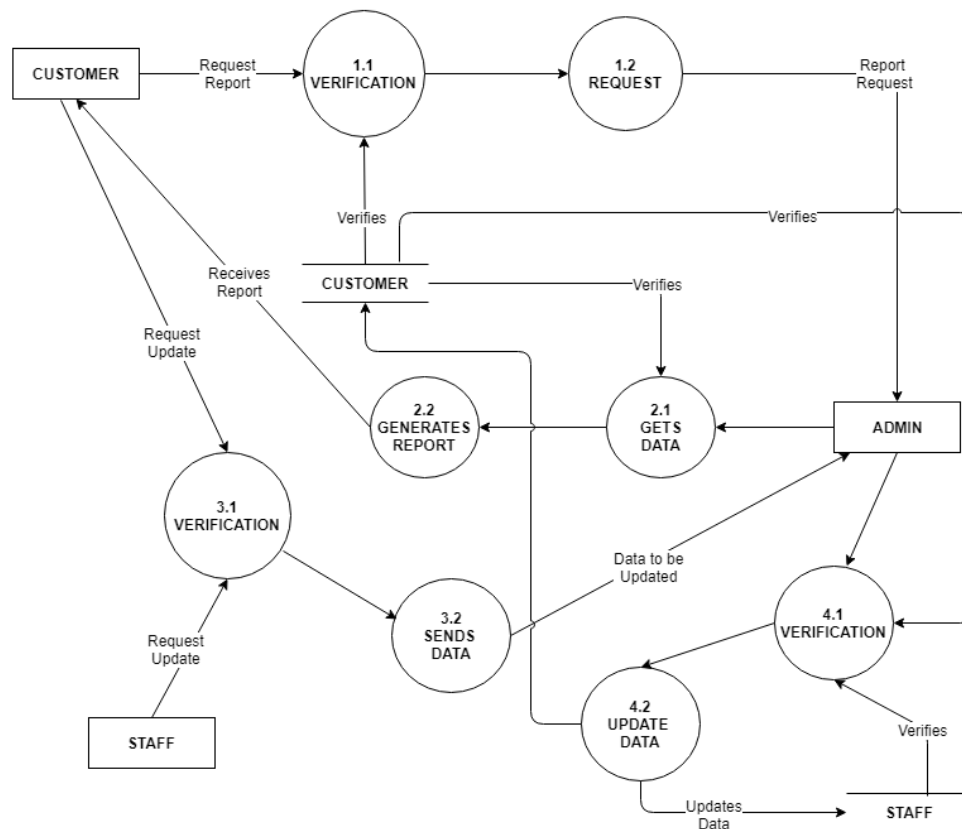 CUSTOMER
Request
Report
1.1
VERIFICATION
1.2
REQUEST
Report
Request
Verifies
Verifies
CUSTOMER
Verifies
Receives
Report
Request
Update
2.2
GENERATES
REPORT
2.1
GETS
DATA
ADMIN
3.1
VERIFICATION
Data to be
Updated
3.2
SENDS
DATA
4.1
VERIFICATION
Request
Update
STAFF
4.2
UPDATE
DATA
Verifies
Updates
Data
STAFF